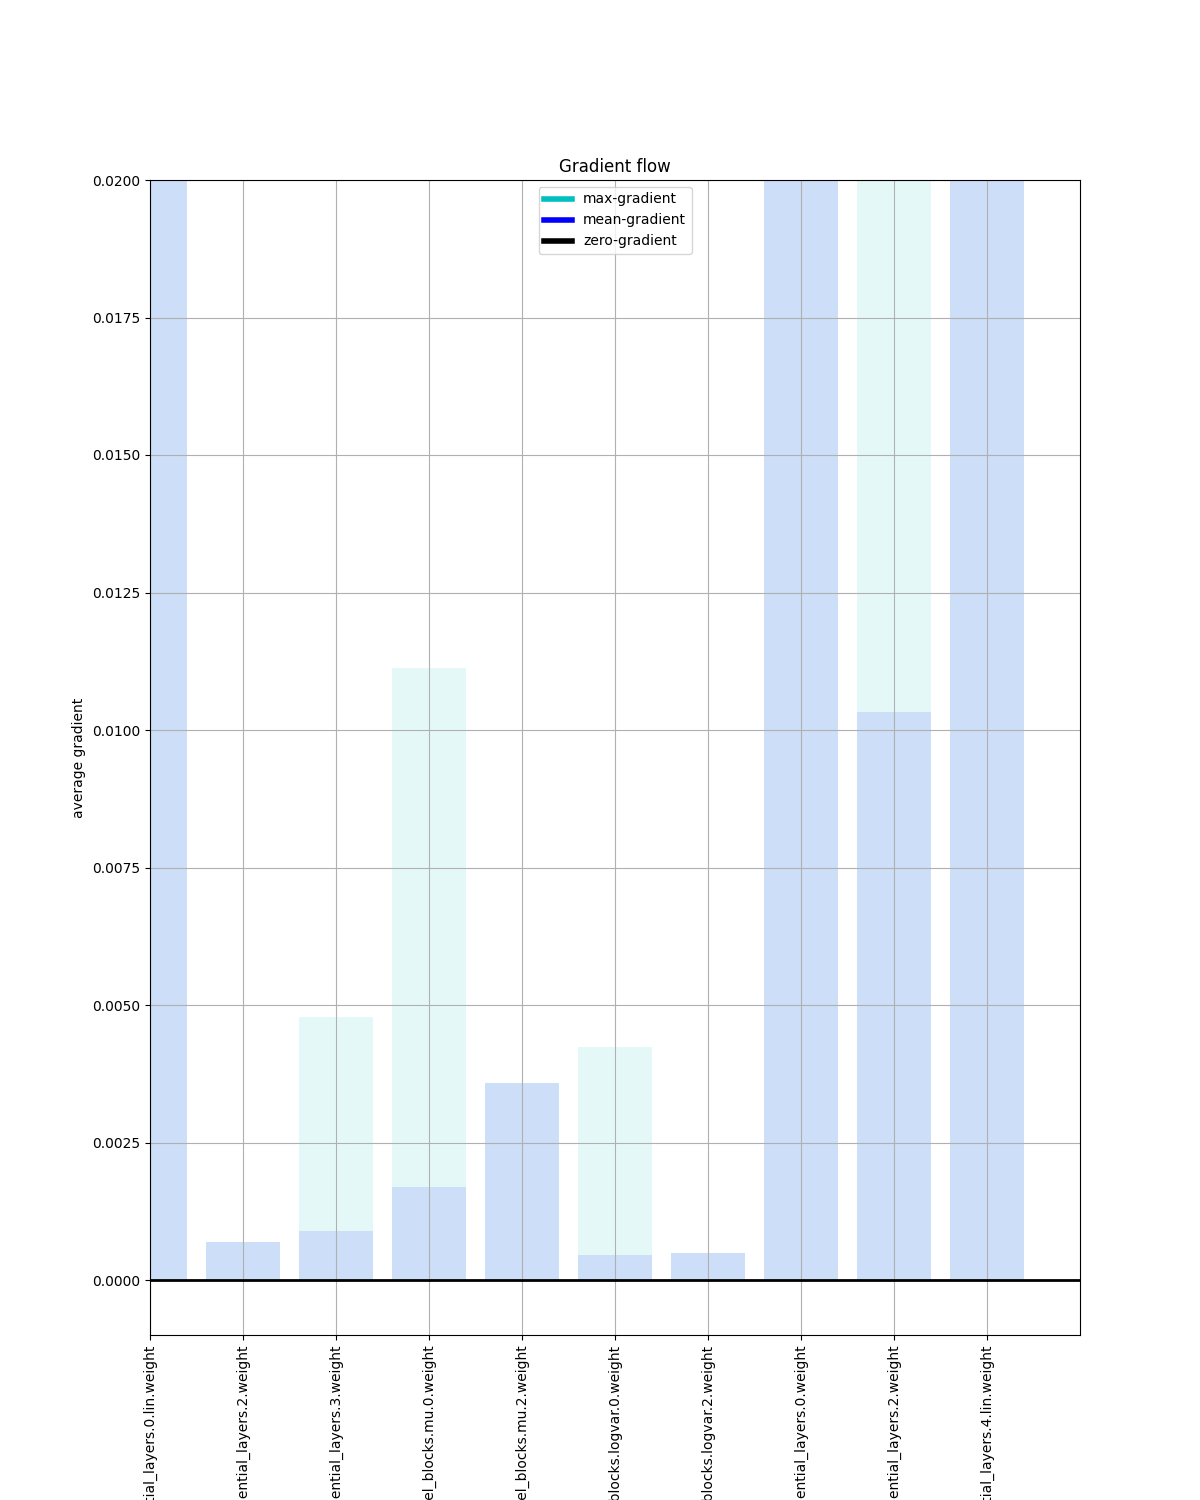 Gradient flow
max-gradient
mean-gradient
zero-gradient
0.0200
0.0175
0.0150
0.0125
0.0100
0.0075
0.0050
0.0025
0.0000
average gradient
tial_layers.0.lin.weight
ential_layers.2.weight
ential_layers.3.weight
el_blocks.mu.0.weight
el_blocks.mu.2.weight
blocks.logvar.0.weight
blocks.logvar.2.weight
ential_layers.0.weight
ential_layers.2.weight
tial_layers.4.lin.weight